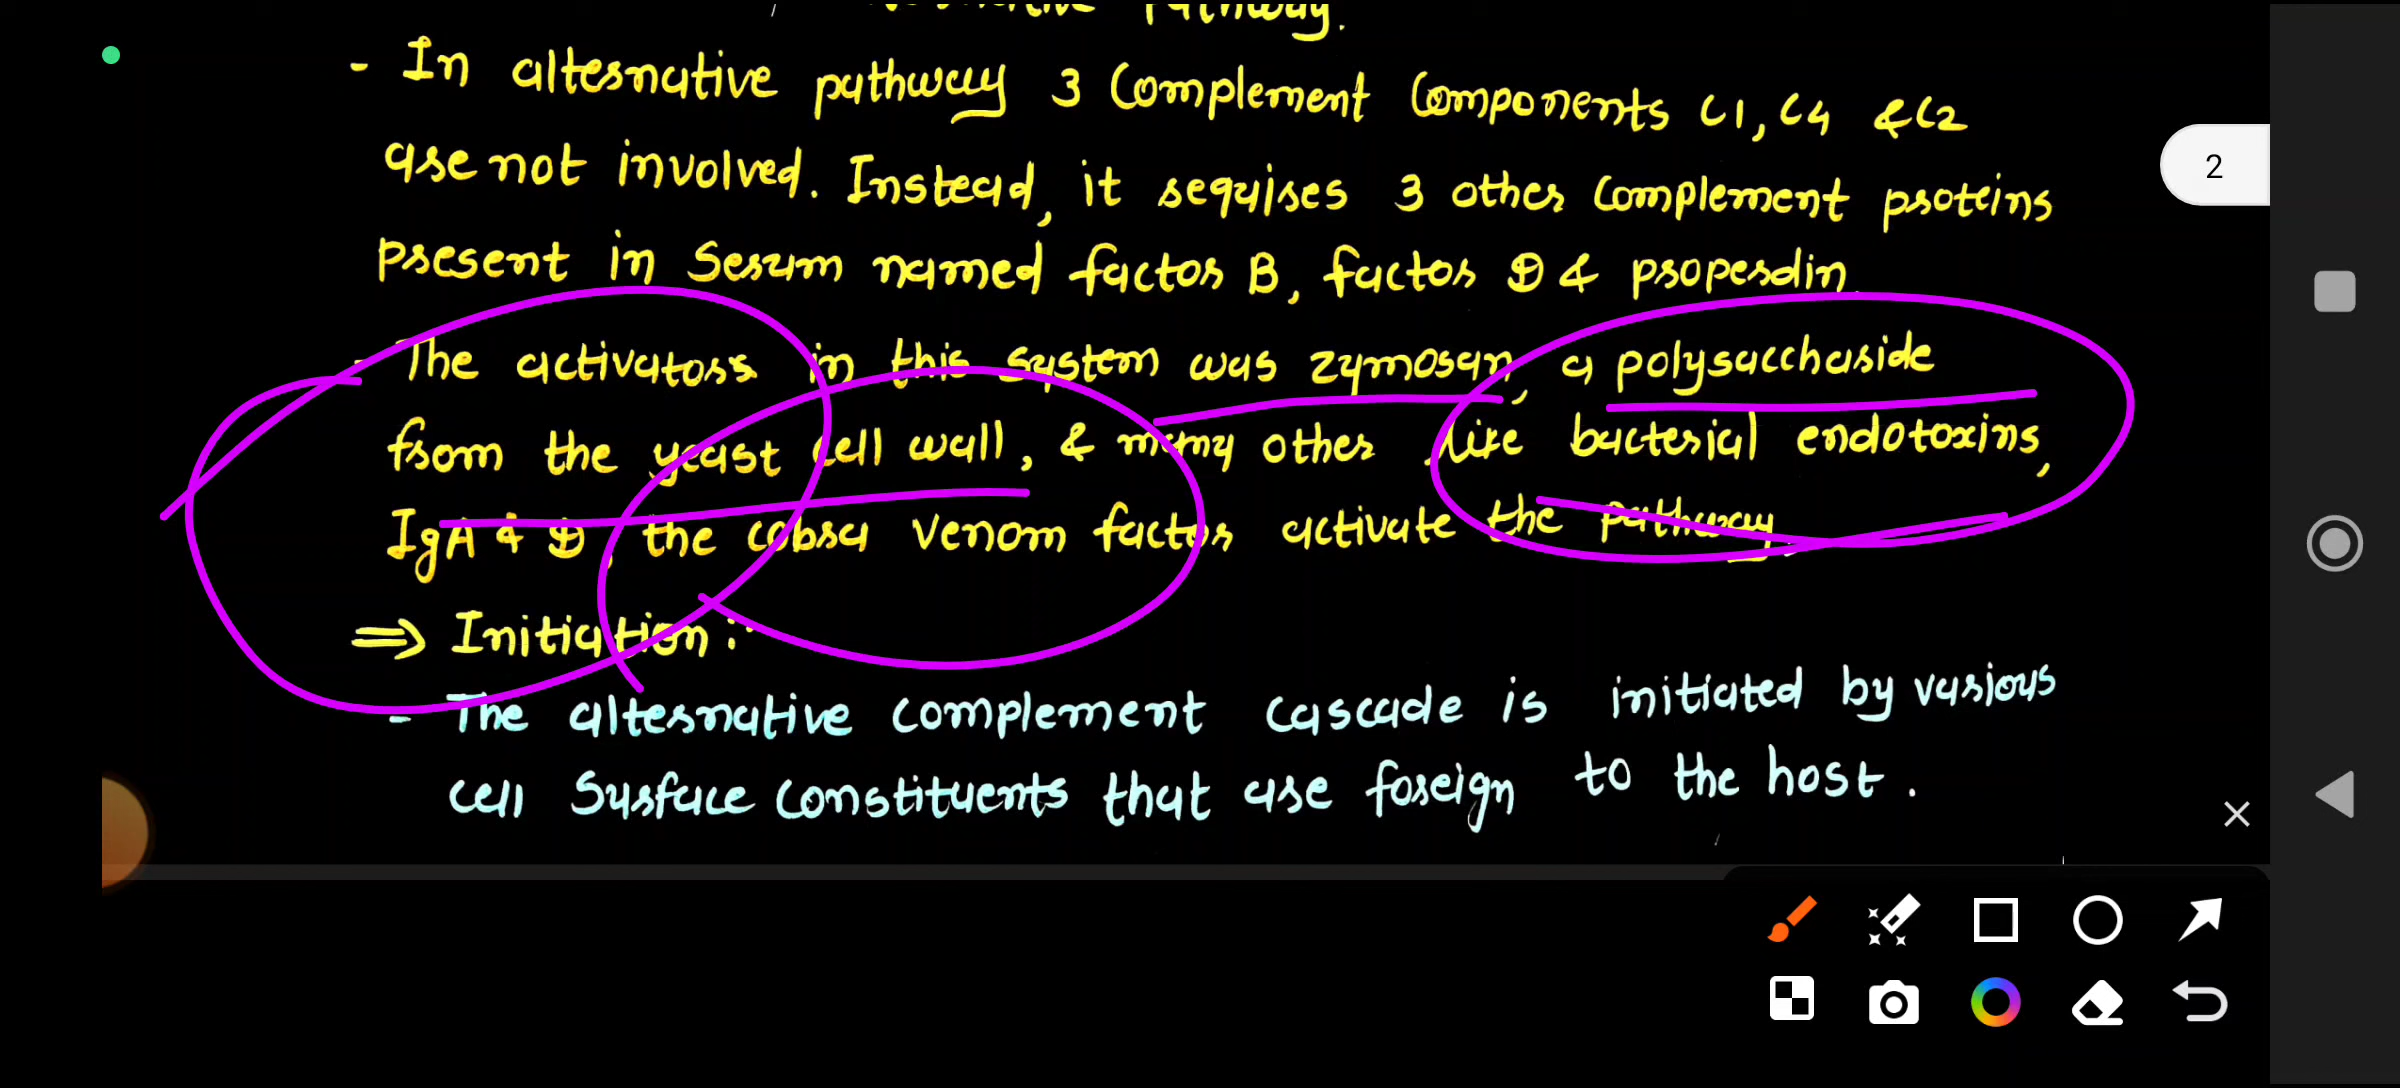 Pathway.
- In alternative pathway 3 Complement Components C1, C4 & C2
are not involved. Instead, it requires 3 other Complement proteins
present in Serum named factor B, factor D & properdin.
- The activators in this system was zymosan, a polysaccharide
from the yeast cell wall, & many other like bacterial endotoxins,
IgA & D, the cobra venom factor activate the pathway.
⇒ Initiation :-
- The alternative complement cascade is initiated by various
cell Surface Constituents that are foreign to the host.
2